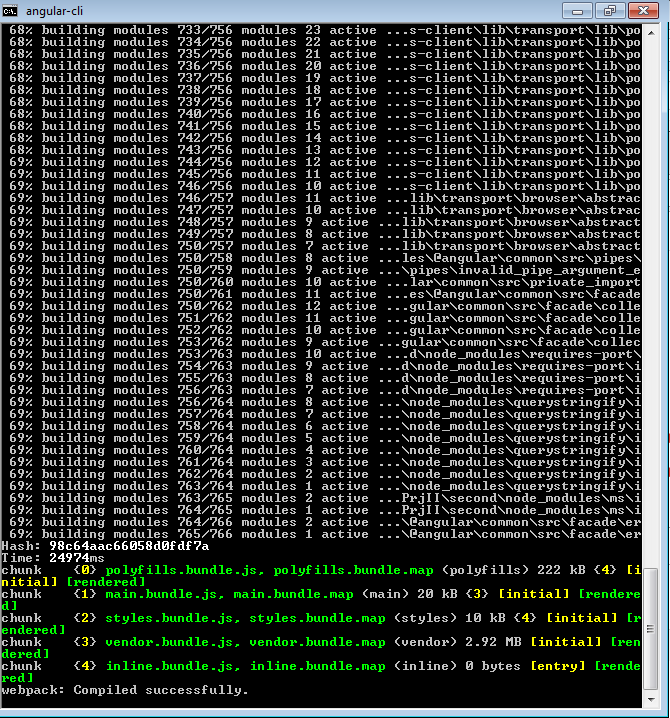 angular-cli
68% building modules 733/756 modules 23 active ...s-client\lib\transport\lib\po
68% building modules 734/756 modules 22 active ...s-client\lib\transport\lib\po
68% building modules 735/756 modules 21 active ...s-client\lib\transport\lib\po
68% building modules 736/756 modules 20 active ...s-client\lib\transport\lib\po
68% building modules 737/756 modules 19 active ...s-client\lib\transport\lib\po
68% building modules 738/756 modules 18 active ...s-client\lib\transport\lib\po
68% building modules 739/756 modules 17 active ...s-client\lib\transport\lib\po
68% building modules 740/756 modules 16 active ...s-client\lib\transport\lib\po
68% building modules 741/756 modules 15 active ...s-client\lib\transport\lib\po
68% building modules 742/756 modules 14 active ...s-client\lib\transport\lib\po
68% building modules 743/756 modules 13 active ...s-client\lib\transport\lib\po
69% building modules 744/756 modules 12 active ...s-client\lib\transport\lib\po
69% building modules 745/756 modules 11 active ...s-client\lib\transport\lib\po
69% building modules 746/756 modules 10 active ...s-client\lib\transport\lib\po
69% building modules 746/757 modules 11 active ...lib\transport\browser\abstract
69% building modules 747/757 modules 10 active ...lib\transport\browser\abstract
69% building modules 748/757 modules 9 active ...lib\transport\browser\abstract
69% building modules 749/757 modules 8 active ...lib\transport\browser\abstract
69% building modules 750/757 modules 7 active ...lib\transport\browser\abstract
69% building modules 750/758 modules 8 active ...les\@angular\common\src\pipes\
69% building modules 750/759 modules 9 active ...\pipes\invalid_pipe_argument_e
69% building modules 750/760 modules 10 active ...lar\common\src\private_import
69% building modules 750/761 modules 11 active ...es\@angular\common\src\facade
69% building modules 750/762 modules 12 active ...gular\common\src\facade\colle
69% building modules 751/762 modules 11 active ...gular\common\src\facade\colle
69% building modules 752/762 modules 10 active ...gular\common\src\facade\colle
69% building modules 753/762 modules 9 active ...gular\common\src\facade\collec
69% building modules 753/763 modules 10 active ...d\node_modules\requires-port\
69% building modules 754/763 modules 9 active ...d\node_modules\requires-port\i
69% building modules 755/763 modules 8 active ...d\node_modules\requires-port\i
69% building modules 756/763 modules 7 active ...d\node_modules\requires-port\i
69% building modules 756/764 modules 8 active ...\node_modules\querystringify\i
69% building modules 757/764 modules 7 active ...\node_modules\querystringify\i
69% building modules 758/764 modules 6 active ...\node_modules\querystringify\i
69% building modules 759/764 modules 5 active ...\node_modules\querystringify\i
69% building modules 760/764 modules 4 active ...\node_modules\querystringify\i
69% building modules 761/764 modules 3 active ...\node_modules\querystringify\i
69% building modules 762/764 modules 2 active ...\node_modules\querystringify\i
69% building modules 763/764 modules 1 active ...\node_modules\querystringify\i
69% building modules 763/765 modules 2 active ...PrjII\second\node_modules\ms\i
69% building modules 764/765 modules 1 active ...PrjII\second\node_modules\ms\i
69% building modules 764/766 modules 2 active ...\@angular\common\src\facade\er
69% building modules 765/766 modules 1 active ...\@angular\common\src\facade\er
Hash: 98c64aac66058d0fdf7a
Time: 24974ms
chunk    {0} polyfills.bundle.js, polyfills.bundle.map (polyfills) 222 kB {4} [i
nitial] [rendered]
chunk    {1} main.bundle.js, main.bundle.map (main) 20 kB {3} [initial] [rendere
d]
chunk    {2} styles.bundle.js, styles.bundle.map (styles) 10 kB {4} [initial] [r
endered]
chunk    {3} vendor.bundle.js, vendor.bundle.map (vendor) 2.92 MB [initial] [ren
dered]
chunk    {4} inline.bundle.js, inline.bundle.map (inline) 0 bytes [entry] [rende
red]
webpack: Compiled successfully.